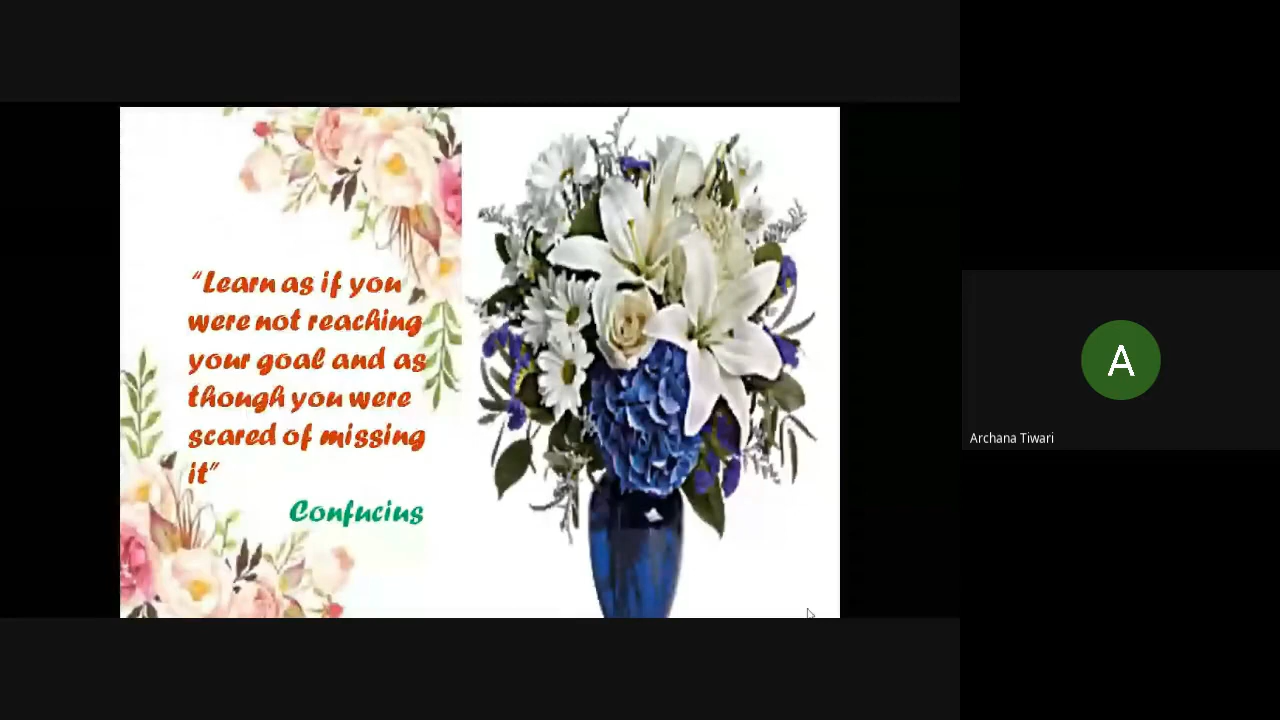 “Learn as if you
were not reaching
your goal and as
though you were
scared of missing
it”
Confucius
A
Archana Tiwari